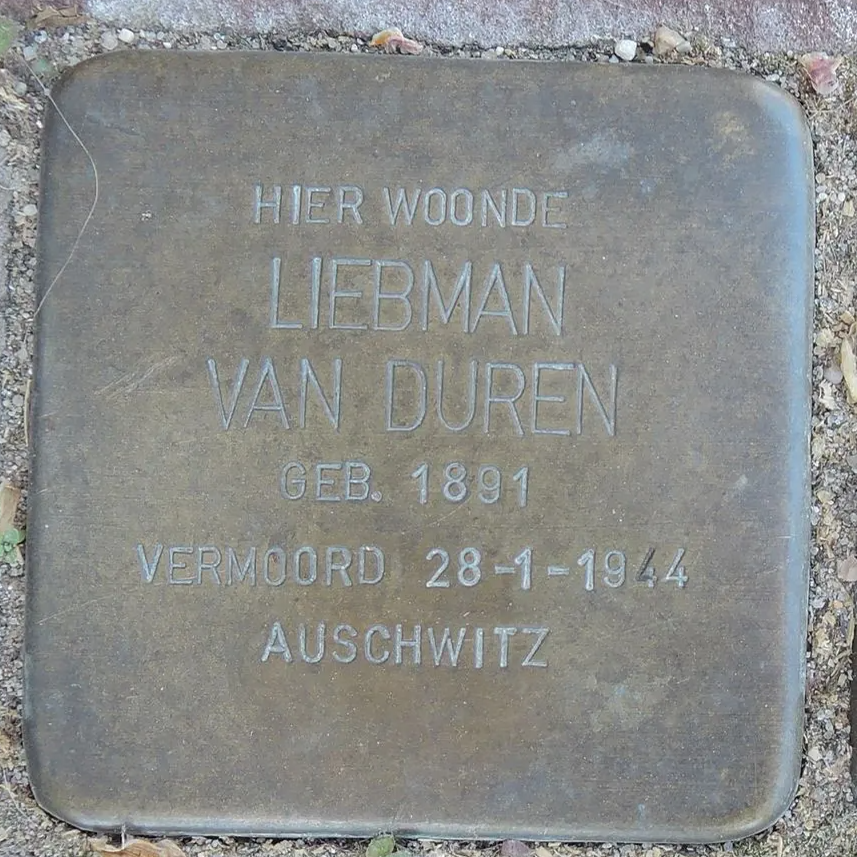 HIER WOONDE
LIEBMAN
VAN DUREN
GEB. 1891
VERMOORD 28-1-1944
AUSCHWITZ